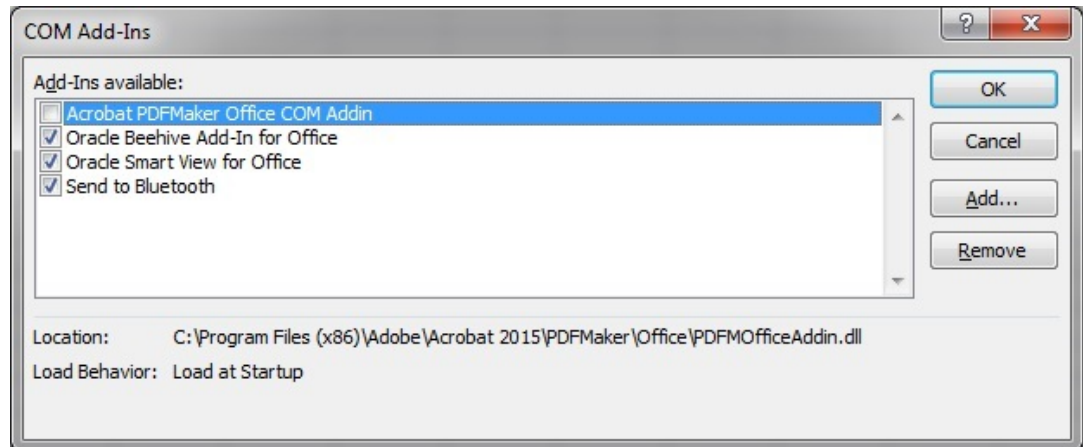 COM Add-Ins
Add-Ins available:
Acrobat PDFMaker Office COM Addin
Oracle Beehive Add-In for Office
Oracle Smart View for Office
Send to Bluetooth
OK
Cancel
Add...
Remove
Location: C:\Program Files (x86)\Adobe\Acrobat 2015\PDFMaker\Office\PDFMOfficeAddin.dll
Load Behavior: Load at Startup